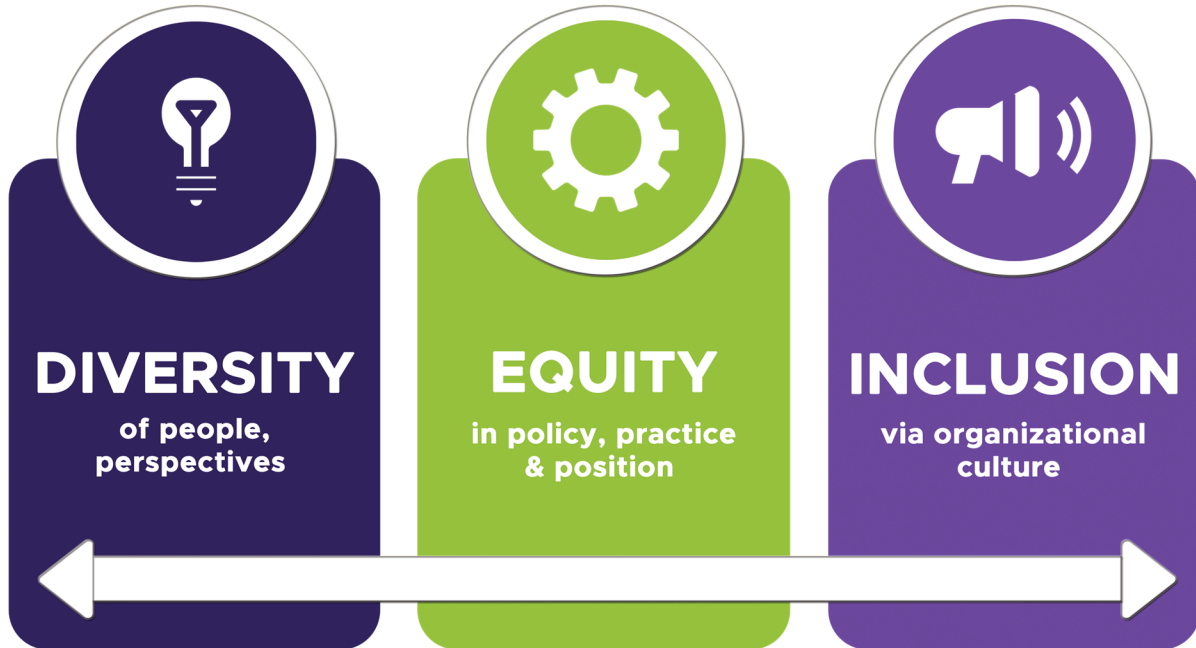 DIVERSITY
of people,
perspectives
EQUITY
in policy, practice
& position
INCLUSION
via organizational
culture